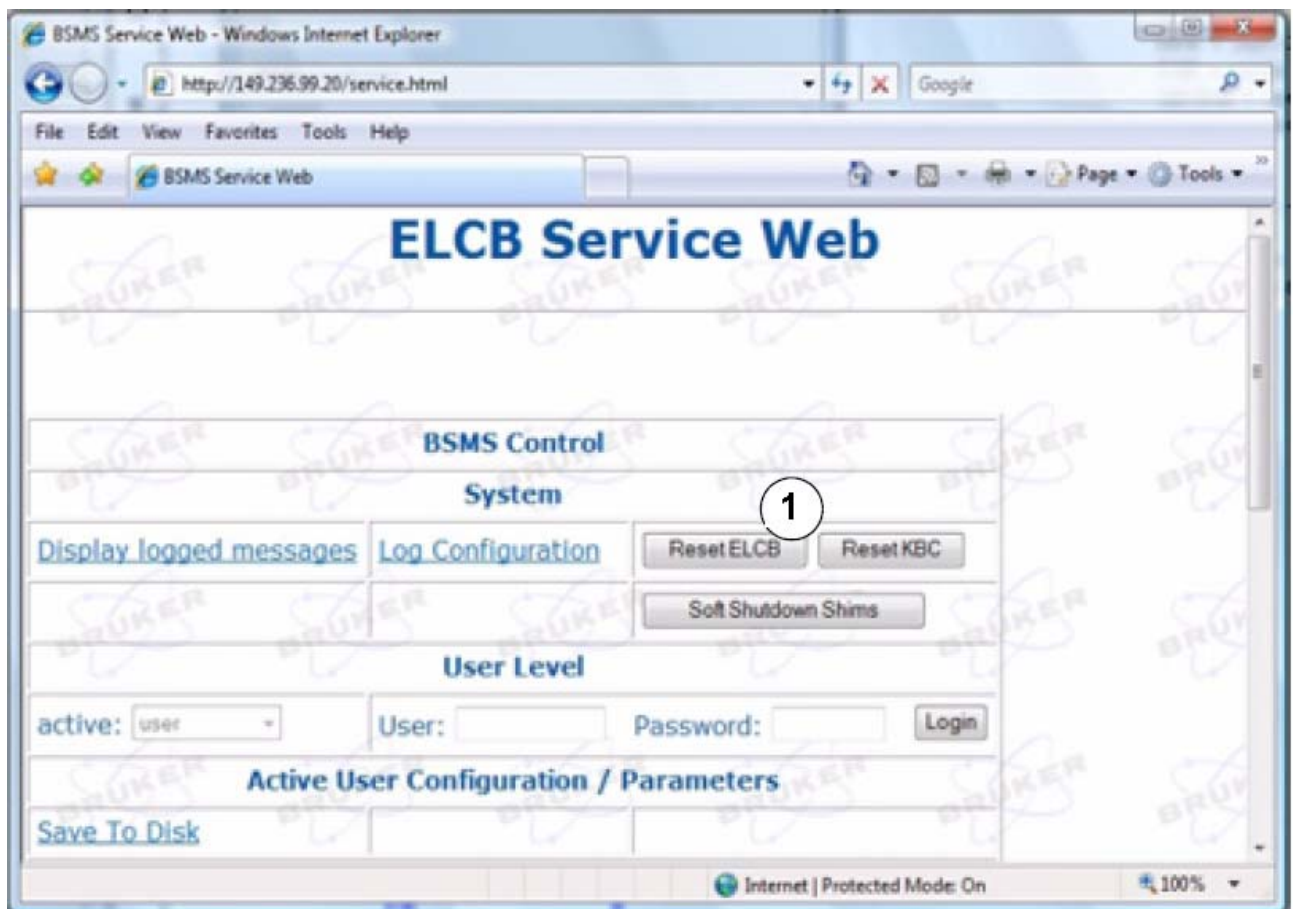 BSMS Service Web - Windows Internet Explorer
http://149.236.99.20/service.html
Google
File Edit View Favorites Tools Help
BSMS Service Web
Page Tools
ELCB Service Web
BSMS Control
System
1
Display logged messages Log Configuration Reset ELCB Reset KBC
Soft Shutdown Shims
User Level
active: user User: Password: Login
Active User Configuration / Parameters
Save To Disk
Internet | Protected Mode: On 100%
BRUKER